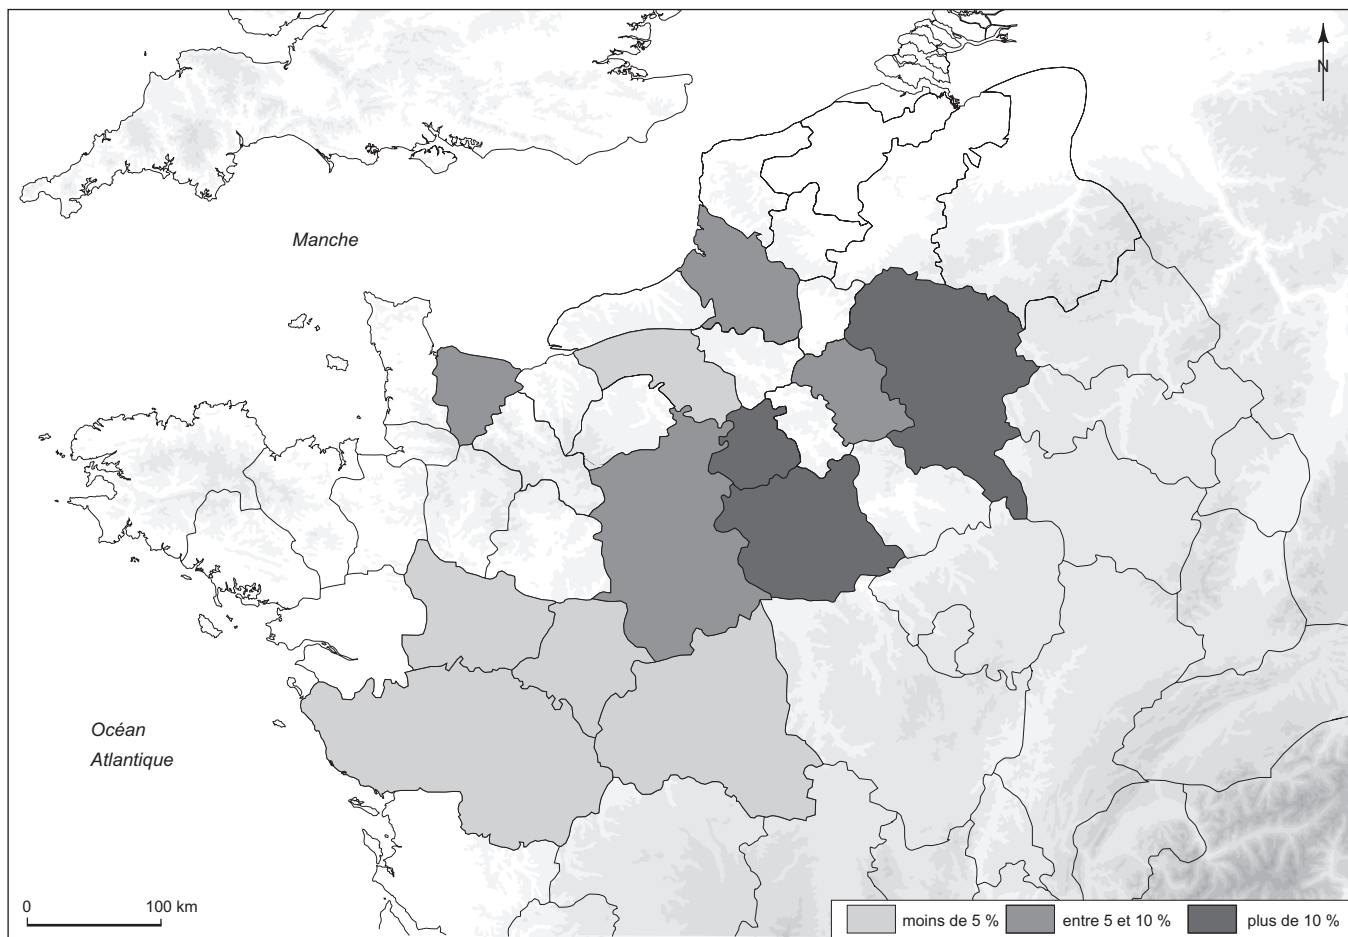 N
Manche
Océan
Atlantique
0 100 km
moins de 5 % entre 5 et 10 % plus de 10 %